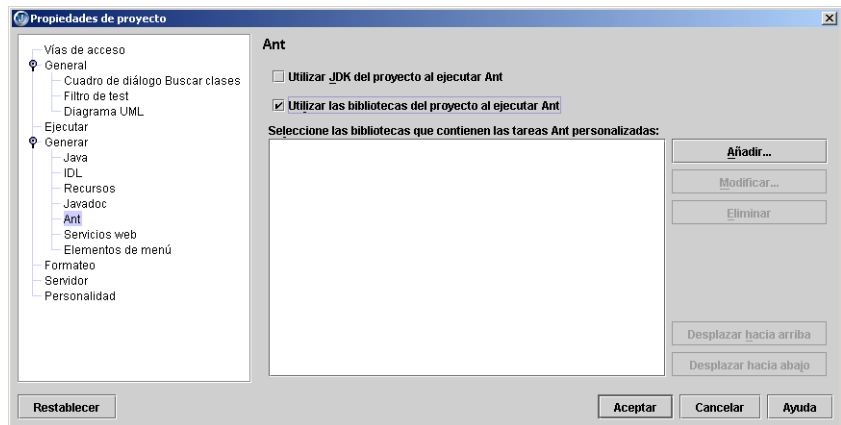 Propiedades de proyecto
Vías de acceso
General
Cuadro de diálogo Buscar clases
Filtro de test
Diagrama UML
Ejecutar
Generar
Java
IDL
Recursos
Javadoc
Ant
Servicios web
Elementos de menú
Formateo
Servidor
Personalidad
Ant
Utilizar JDK del proyecto al ejecutar Ant
Utilizar las bibliotecas del proyecto al ejecutar Ant
Seleccione las bibliotecas que contienen las tareas Ant personalizadas:
Añadir...
Modificar...
Eliminar
Desplazar hacia arriba
Desplazar hacia abajo
Restablecer
Aceptar
Cancelar
Ayuda